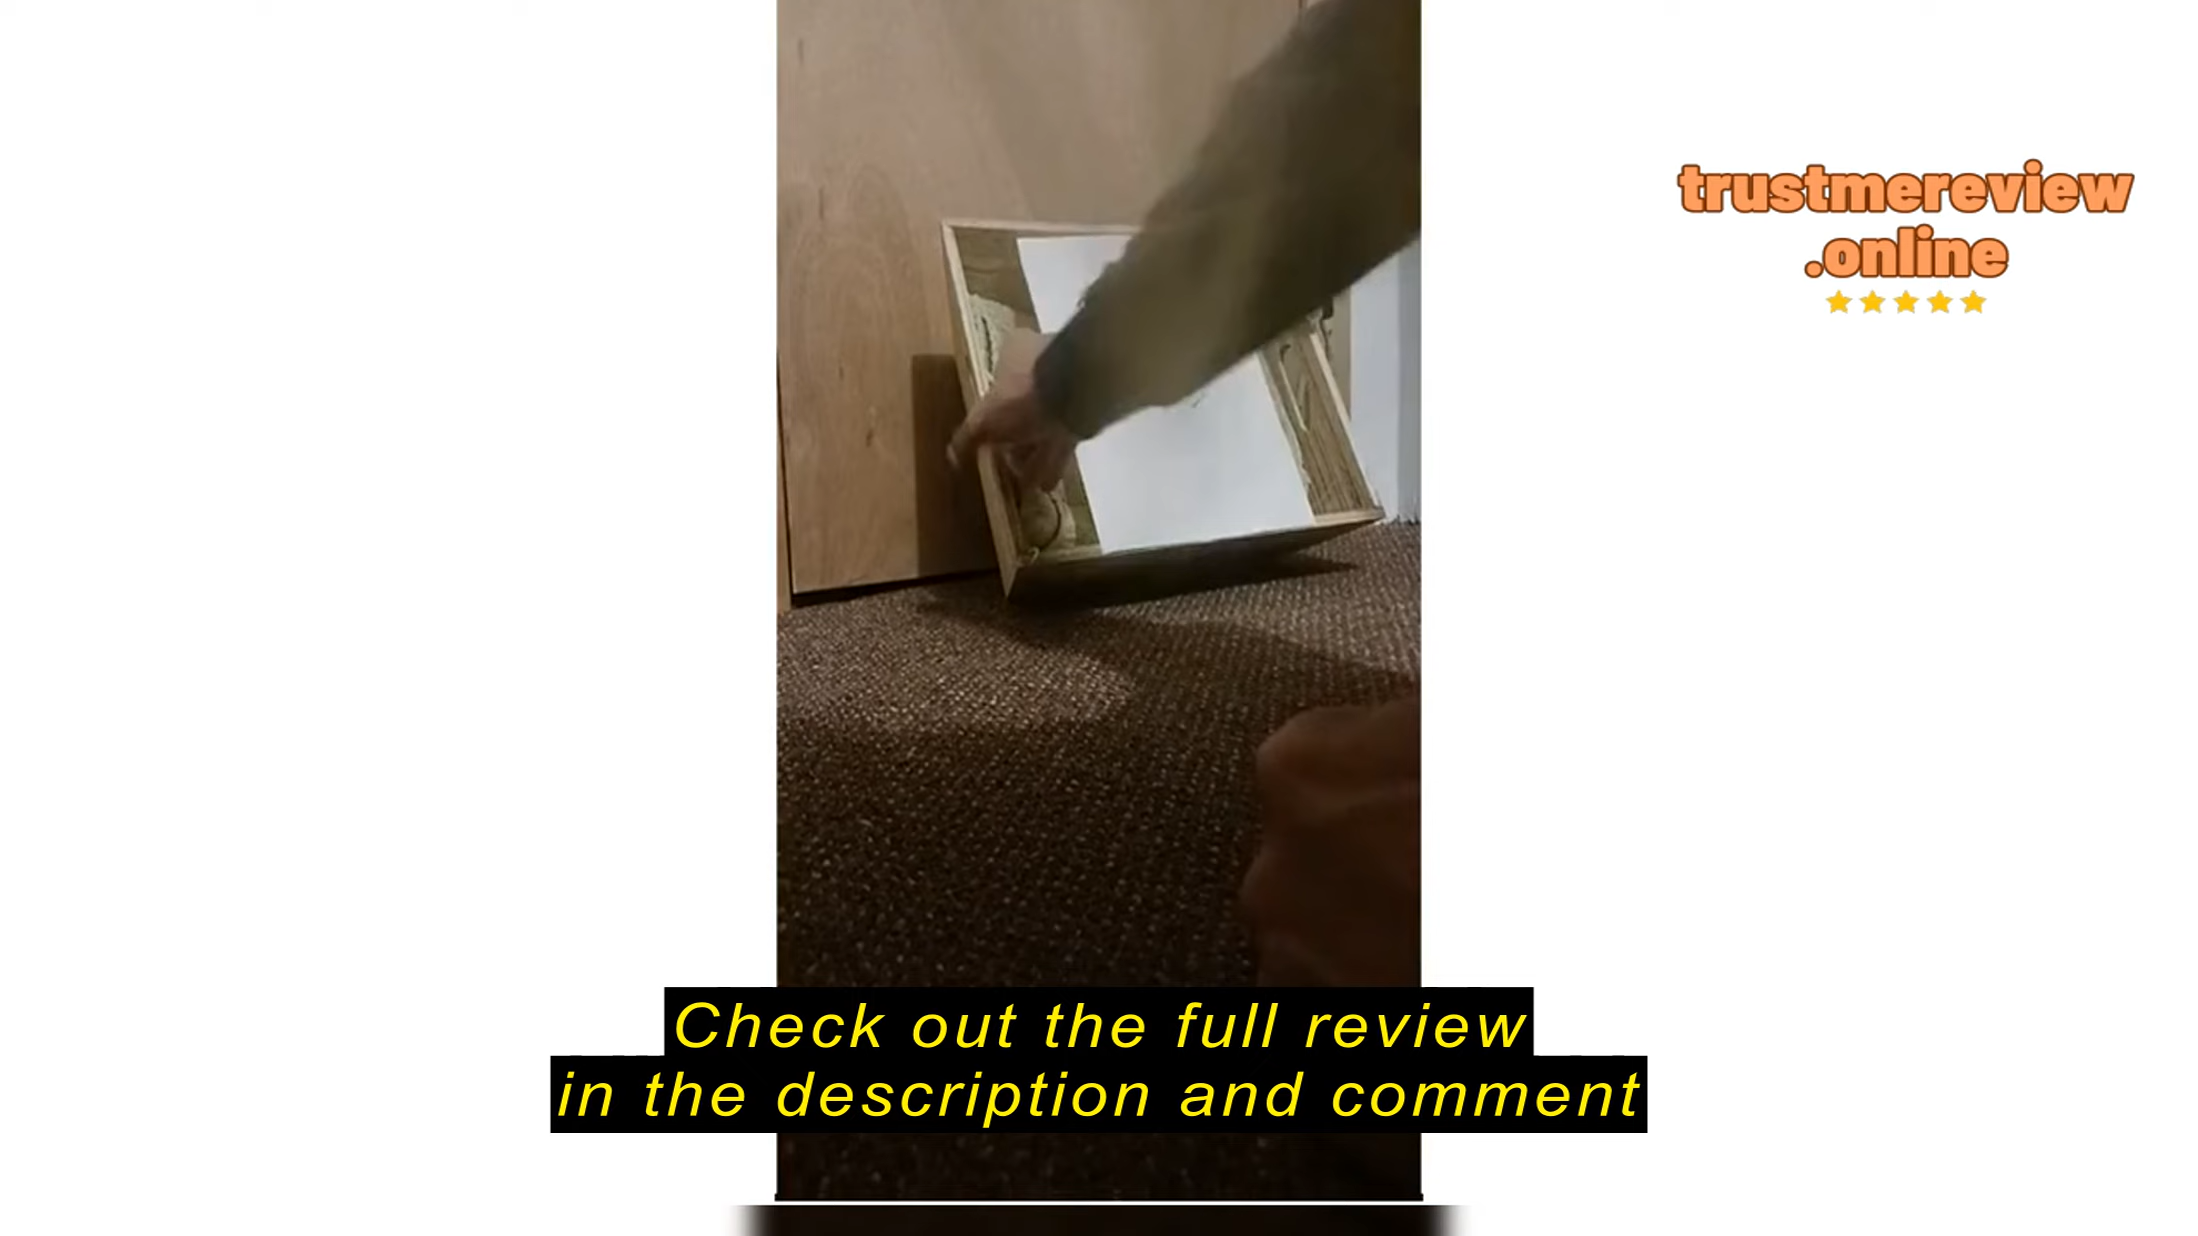 trustmereview
.online
Check out the full review
in the description and comment